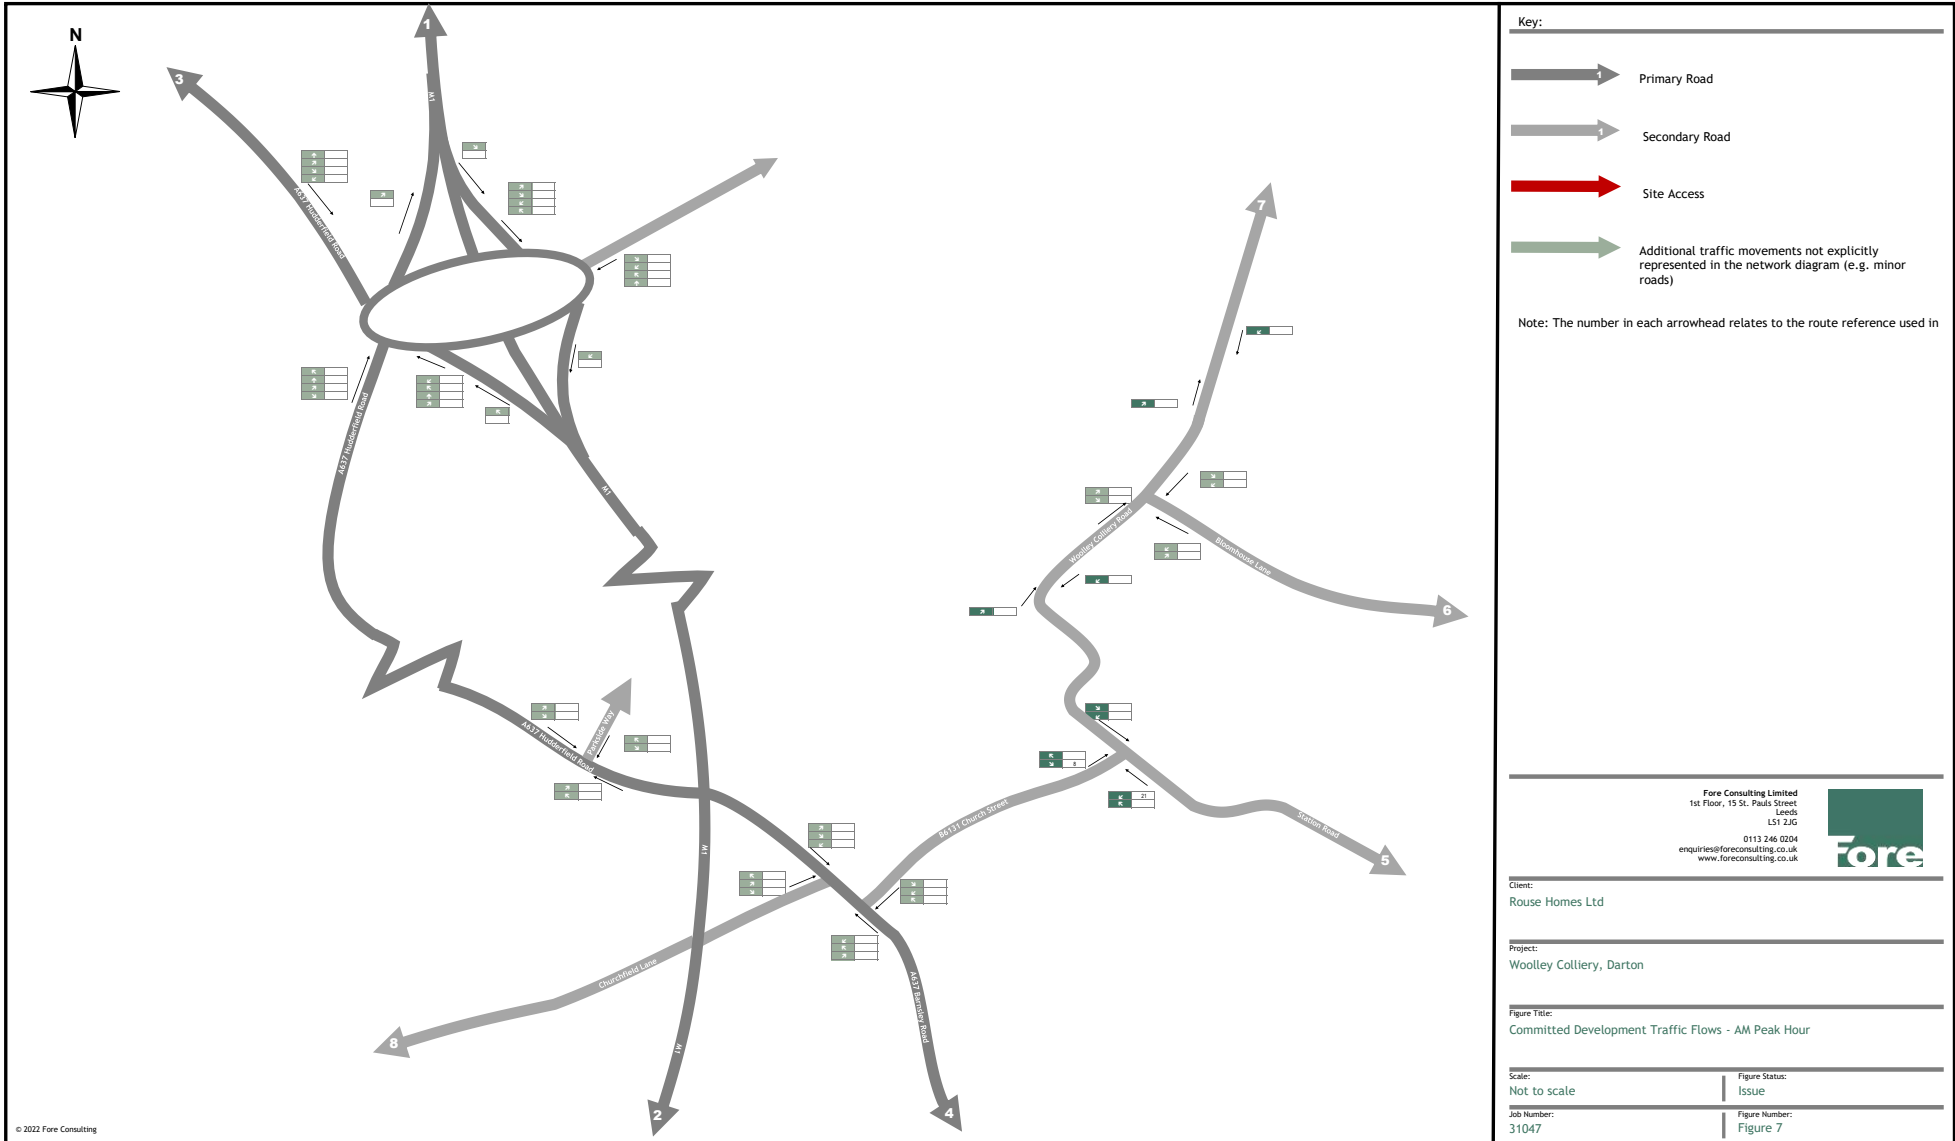 N
1
3
M1
A637 Hudderfield Road
A637 Hudderfield Road
M1
7
Woolley Colliery Road
Bloomhouse Lane
6
Parkside Way
A637 Hudderfield Road
8
21
B6131 Church Street
Station Road
5
M1
Churchfield Lane
A637 Barnsley Road
8
M1
2
4
© 2022 Fore Consulting
Key:
1
Primary Road
1
Secondary Road
Site Access
Additional traffic movements not explicitly
represented in the network diagram (e.g. minor
roads)
Note: The number in each arrowhead relates to the route reference used in
Fore Consulting Limited
1st Floor, 15 St. Pauls Street
Leeds
LS1 2JG
0113 246 0204
enquiries@foreconsulting.co.uk
www.foreconsulting.co.uk
Fore
Client:
Rouse Homes Ltd
Project:
Woolley Colliery, Darton
Figure Title:
Committed Development Traffic Flows - AM Peak Hour
Scale:
Figure Status:
Not to scale
Issue
Job Number:
Figure Number:
31047
Figure 7